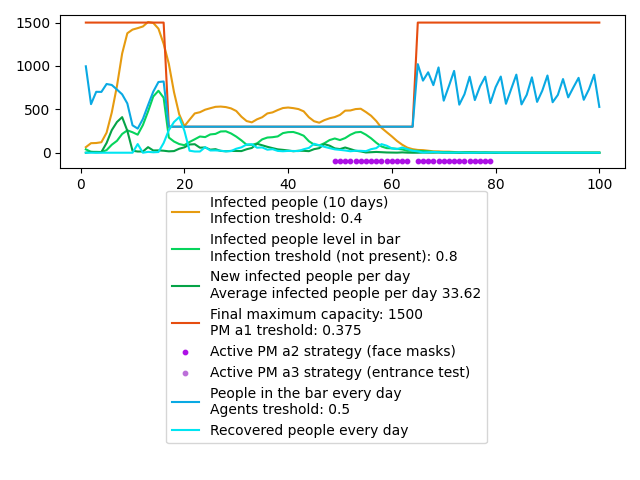 1500
1000
500
0
0
20
40
60
80
100
Infected people (10 days)
Infection treshold: 0.4
Infected people level in bar
Infection treshold (not present): 0.8
New infected people per day
Average infected people per day 33.62
Final maximum capacity: 1500
PM a1 treshold: 0.375
Active PM a2 strategy (face masks)
Active PM a3 strategy (entrance test)
People in the bar every day
Agents treshold: 0.5
Recovered people every day